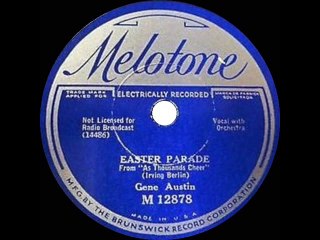 Melotone
TRADE MARK
APPLIED FOR
ELECTRICALLY RECORDED
MARCA DE FABRICA
SOLICITADA
Not Licensed for
Radio Broadcast
(14486)
Vocal with
Orchestra
EASTER PARADE
From "As Thousands Cheer"
(Irving Berlin)
Gene Austin
M 12878
MFG. BY THE BRUNSWICK RECORD CORPORATION
MADE IN U.S.A.